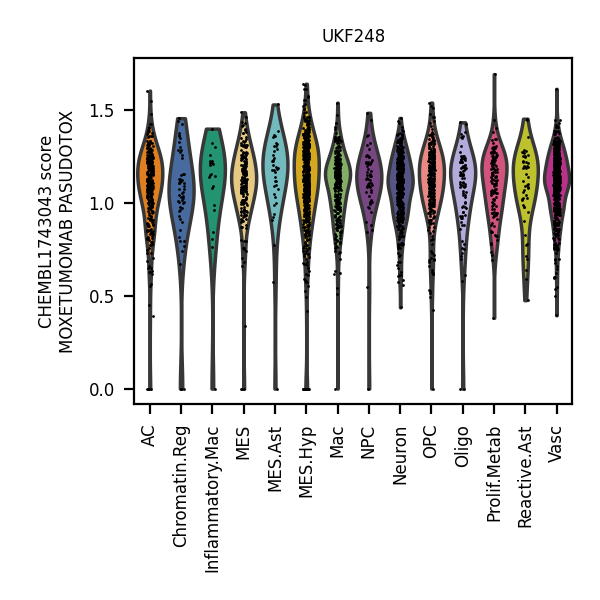 UKF248
CHEMBL1743043 score
MOXETUMOMAB PASUDOTOX
1.5
1.0
0.5
0.0
AC
Chromatin.Reg
Inflammatory.Mac
MES
MES.Ast
MES.Hyp
Mac
NPC
Neuron
OPC
Oligo
Prolif.Metab
Reactive.Ast
Vasc